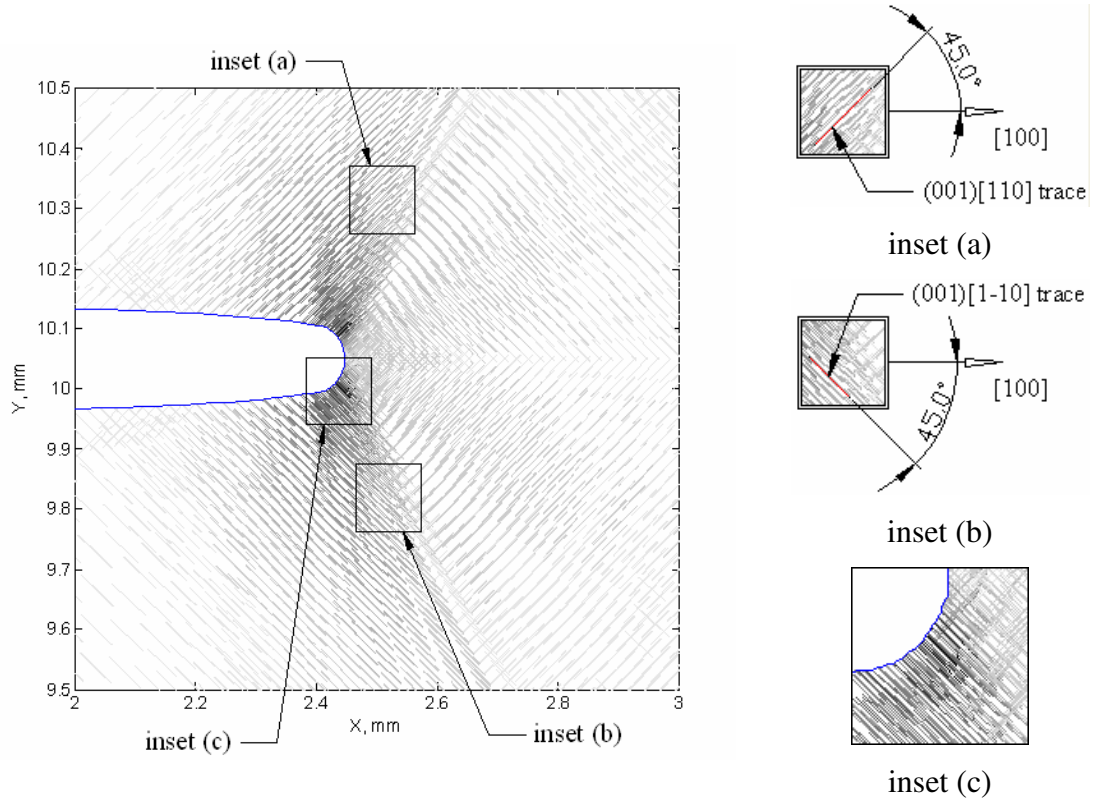 inset (a)
10.5
10.4
10.3
10.2
10.1
10
9.9
9.8
9.7
9.6
9.5
Y, mm
2
2.2
2.4
2.6
2.8
3
X, mm
inset (c)
inset (b)
45.0°
[100]
(001)[110] trace
inset (a)
(001)[1-10] trace
[100]
45.0°
inset (b)
inset (c)